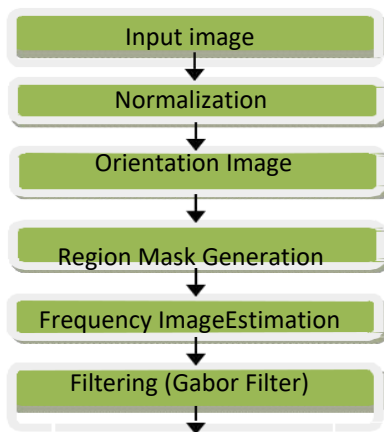 Input image
Normalization
Orientation Image
Region Mask Generation
Frequency ImageEstimation
Filtering (Gabor Filter)